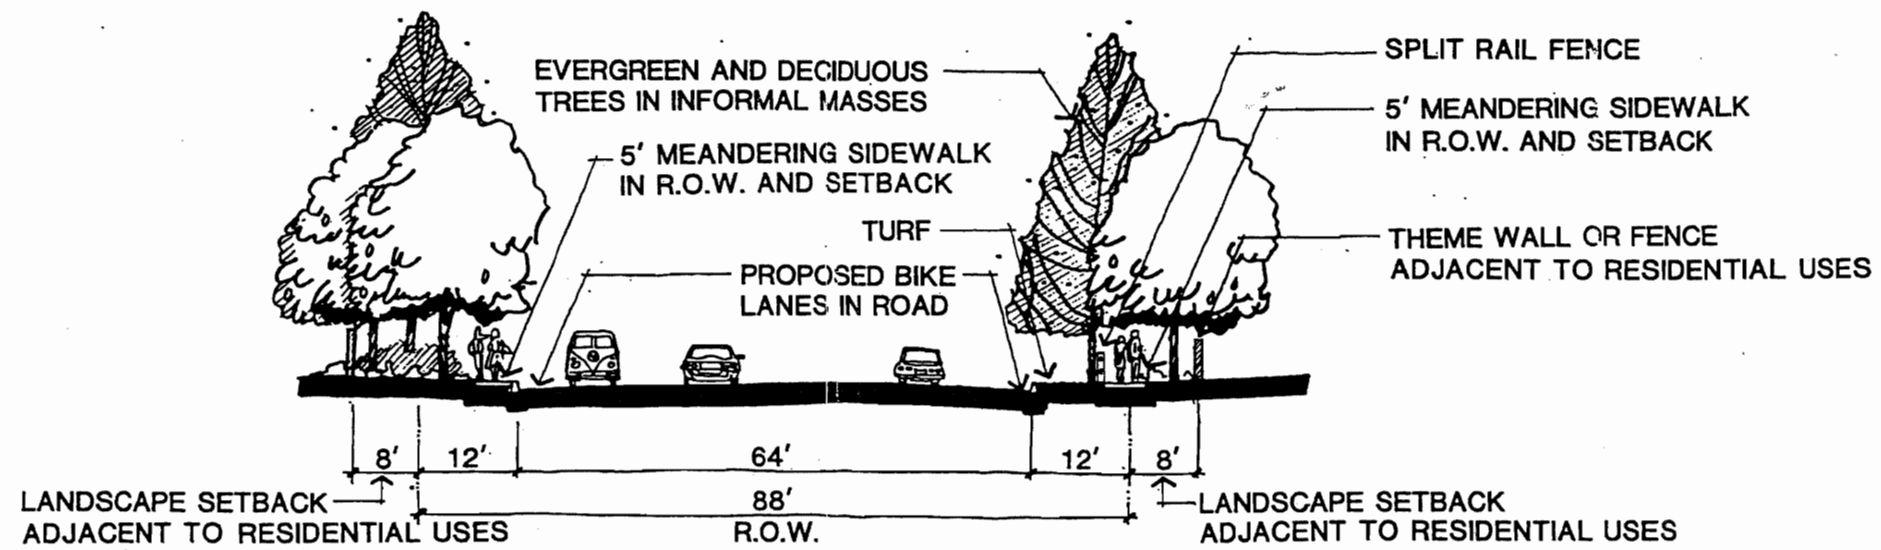 EVERGREEN AND DECIDUOUS
TREES IN INFORMAL MASSES
5' MEANDERING SIDEWALK
IN R.O.W. AND SETBACK
TURF
PROPOSED BIKE
LANES IN ROAD
SPLIT RAIL FENCE
5' MEANDERING SIDEWALK
IN R.O.W. AND SETBACK
THEME WALL OR FENCE
ADJACENT TO RESIDENTIAL USES
8' 12' 64' 12' 8'
LANDSCAPE SETBACK
ADJACENT TO RESIDENTIAL USES
88'
R.O.W.
LANDSCAPE SETBACK
ADJACENT TO RESIDENTIAL USES